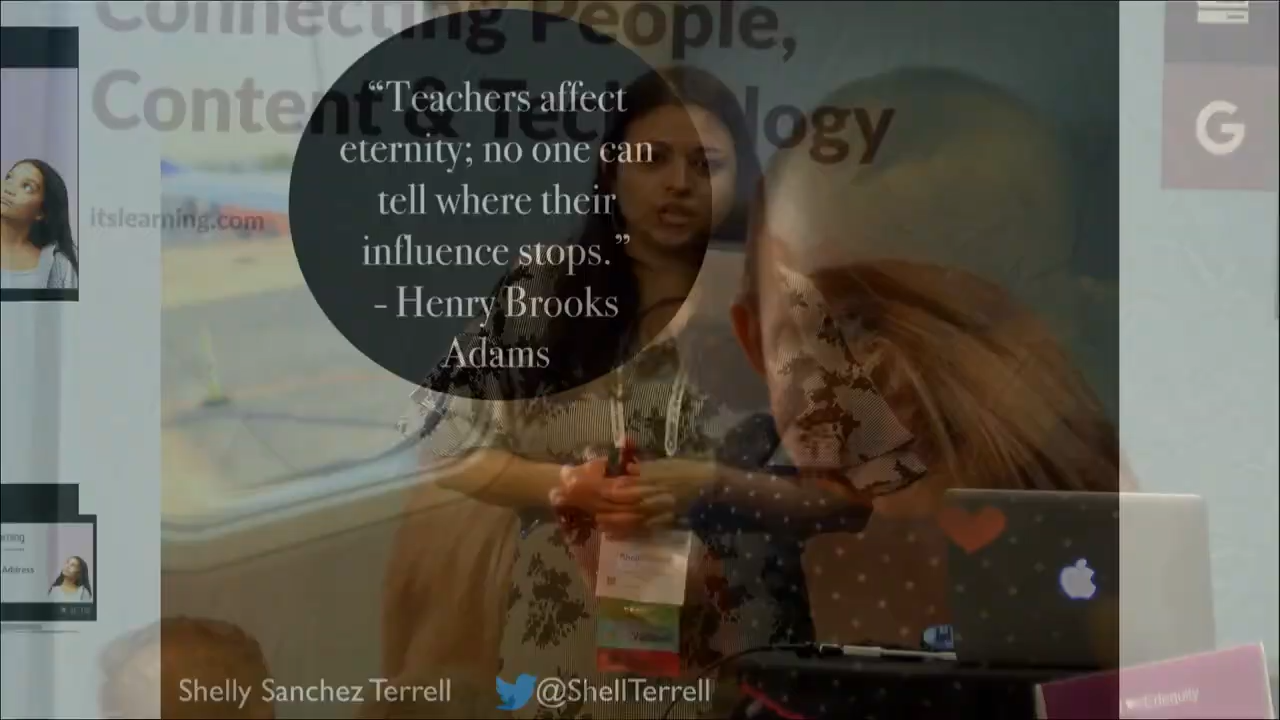 Connecting People,
Content & Technology
“Teachers affect
eternity; no one can
tell where their
influence stops.”
- Henry Brooks
Adams
itslearning.com
G
Address
Shelly Sanchez Terrell
@ShellTerrell